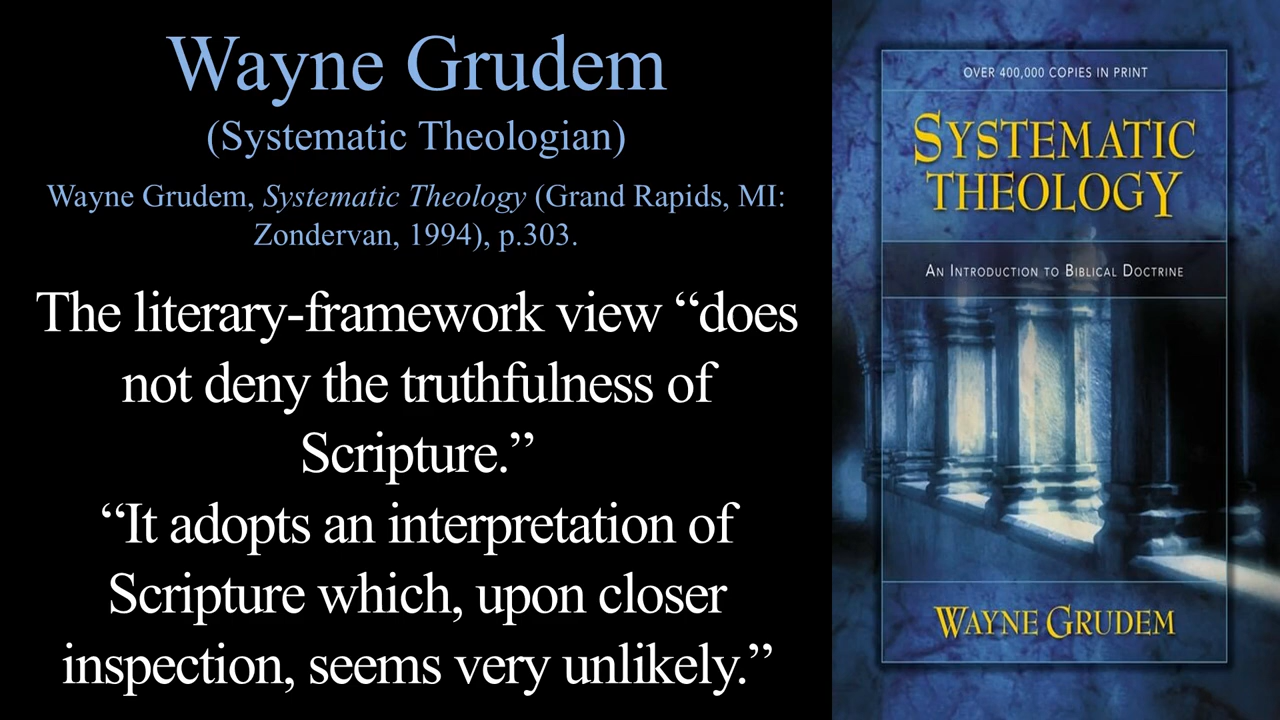 Wayne Grudem
(Systematic Theologian)
Wayne Grudem, Systematic Theology (Grand Rapids, MI:
Zondervan, 1994), p.303.
The literary-framework view “does
not deny the truthfulness of
Scripture.”
“It adopts an interpretation of
Scripture which, upon closer
inspection, seems very unlikely.”
OVER 400,000 COPIES IN PRINT
SYSTEMATIC
THEOLOGY
AN INTRODUCTION TO BIBLICAL DOCTRINE
WAYNE GRUDEM